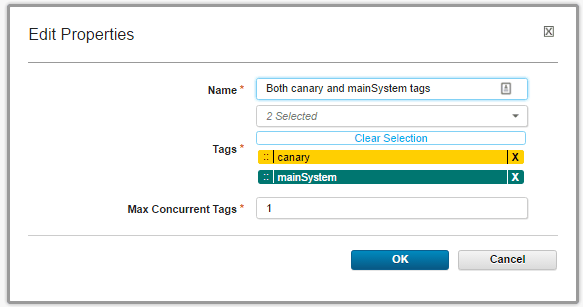 Edit Properties
X
Name *
Both canary and mainSystem tags
2 Selected
Clear Selection
Tags *
:: canary X
:: mainSystem X
Max Concurrent Tags *
1
OK
Cancel